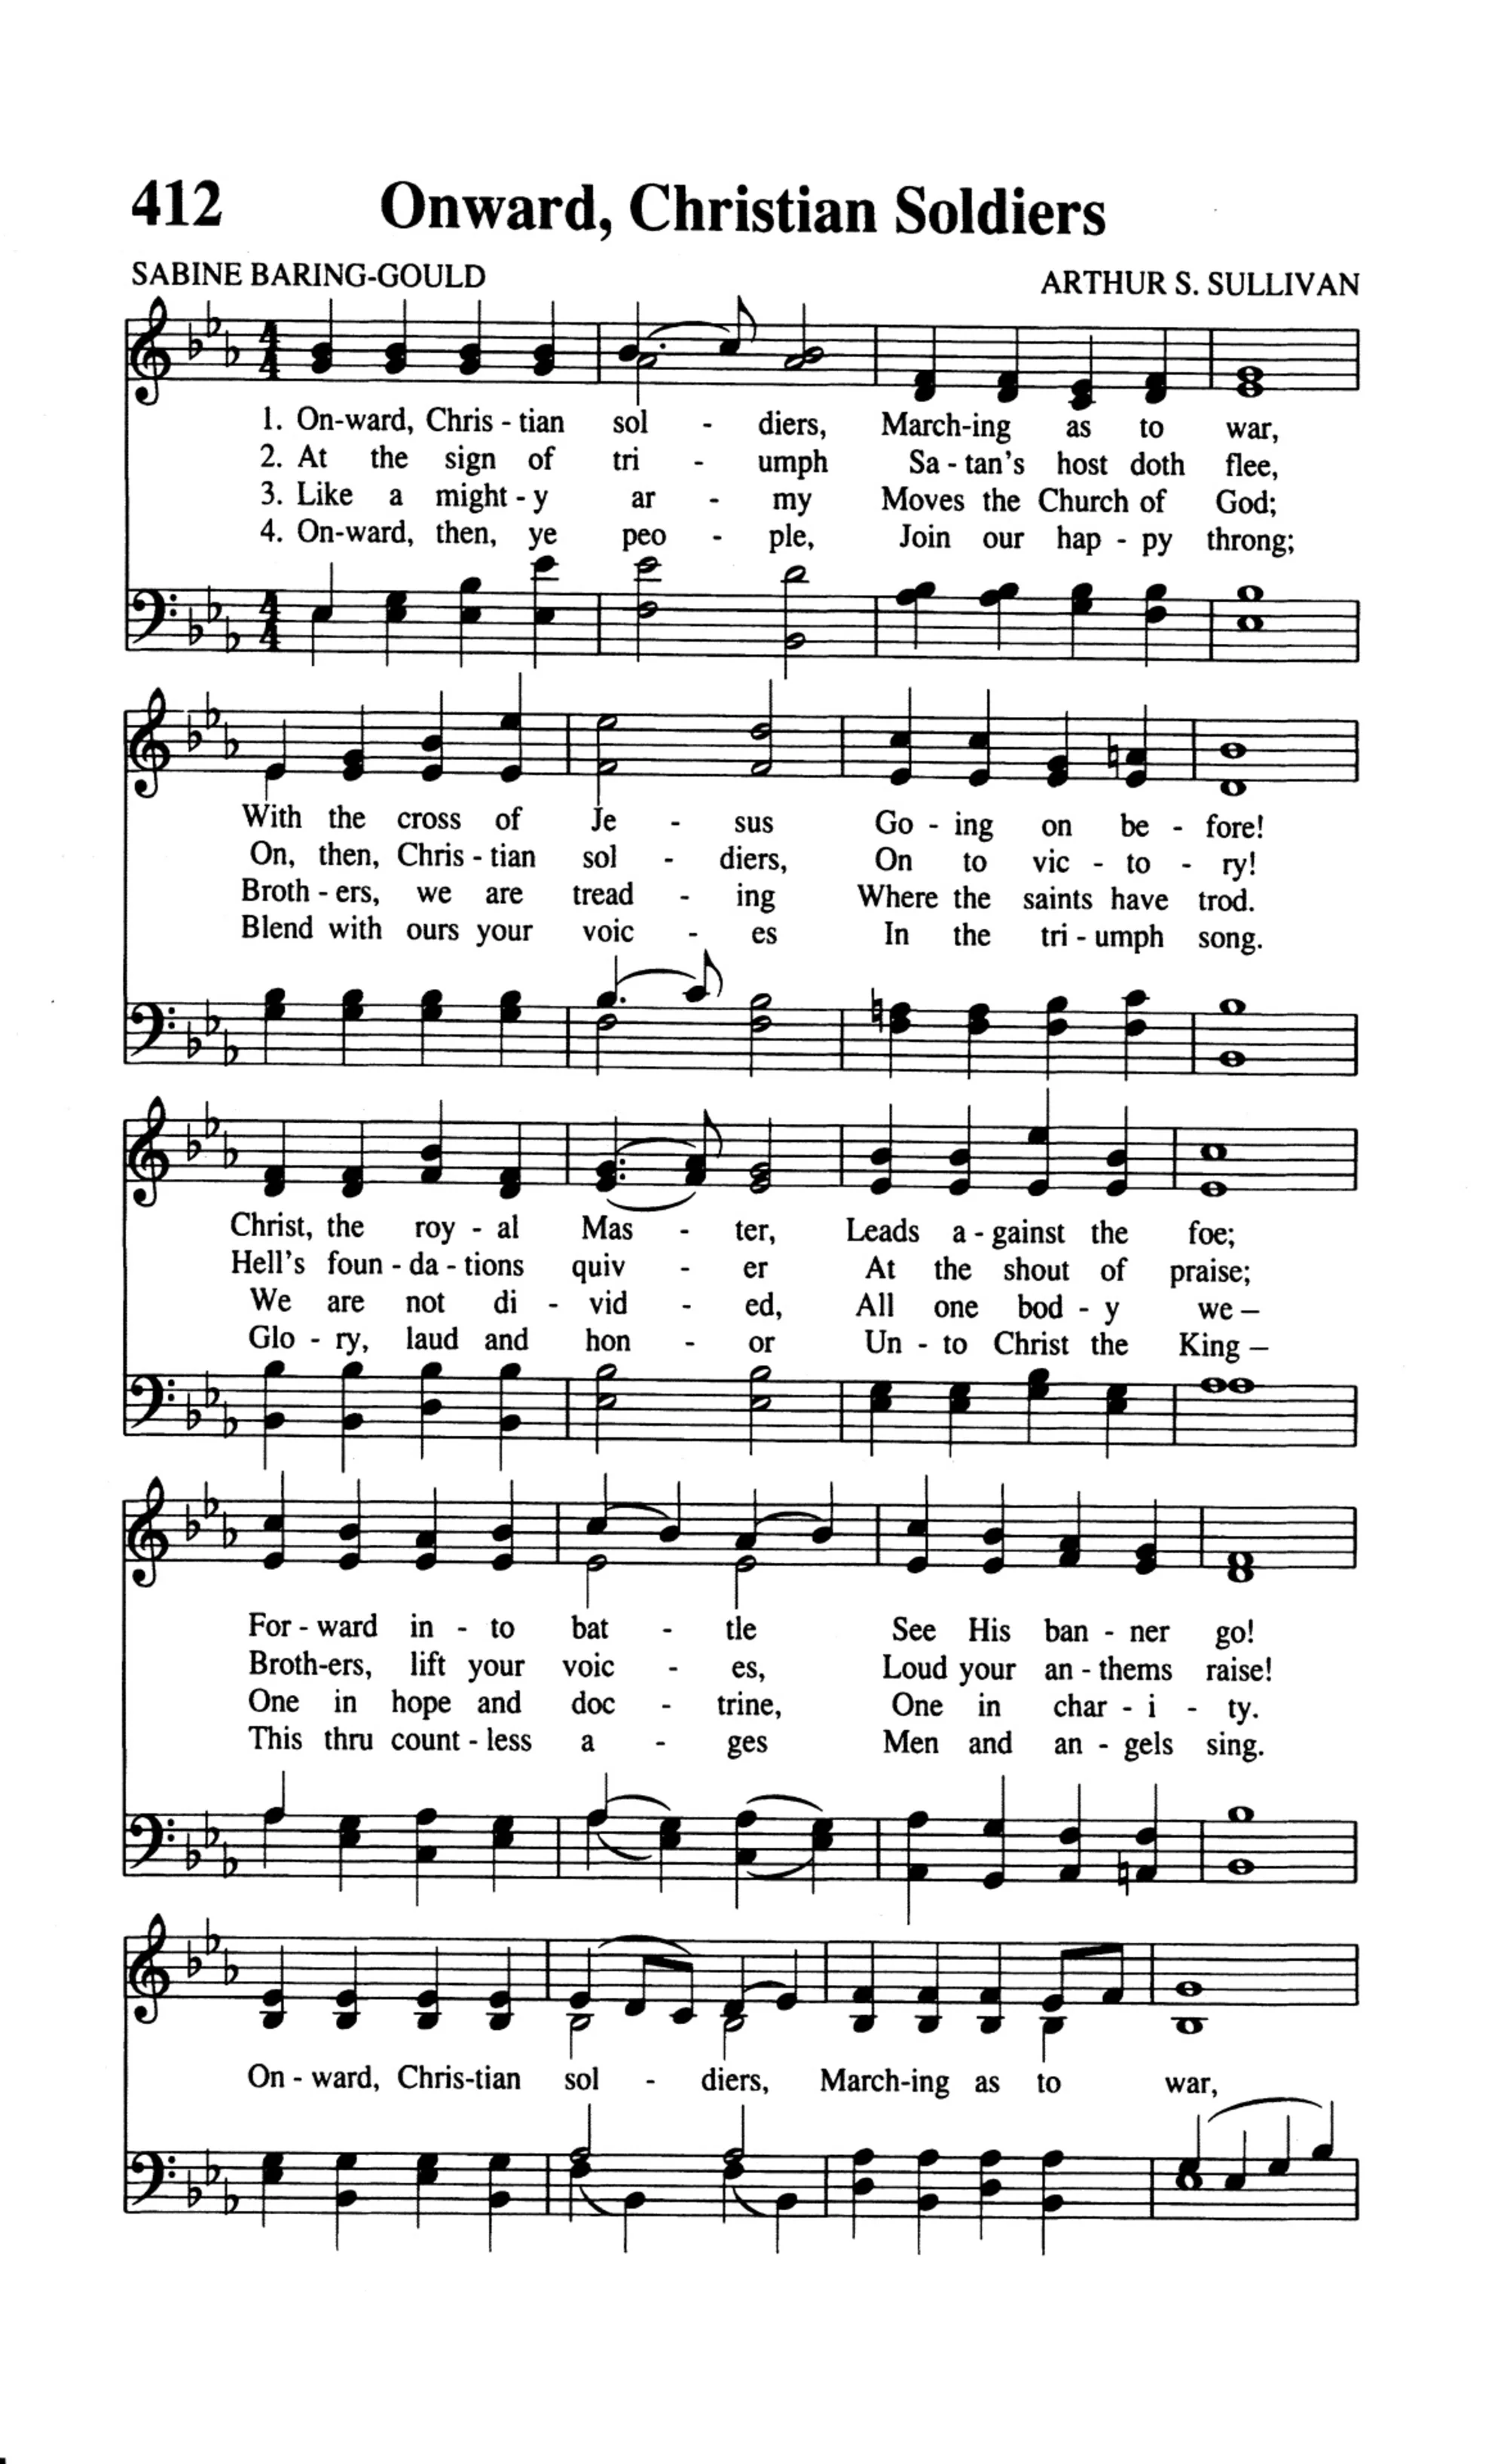 412 Onward, Christian Soldiers
SABINE BARING-GOULD ARTHUR S. SULLIVAN
4 4
1. On-ward, Chris - tian sol - diers, March-ing as to war,
2. At the sign of tri - umph Sa - tan's host doth flee,
3. Like a might - y ar - my Moves the Church of God;
4. On-ward, then, ye peo - ple, Join our hap - py throng;
4 4
With the cross of Je - sus Go - ing on be - fore!
On, then, Chris - tian sol - diers, On to vic - to - ry!
Broth - ers, we are tread - ing Where the saints have trod.
Blend with ours your voic - es In the tri - umph song.
Christ, the roy - al Mas - ter, Leads a - gainst the foe;
Hell's foun - da - tions quiv - er At the shout of praise;
We are not di - vid - ed, All one bod - y we –
Glo - ry, laud and hon - or Un - to Christ the King –
For - ward in - to bat - tle See His ban - ner go!
Broth-ers, lift your voic - es, Loud your an - thems raise!
One in hope and doc - trine, One in char - i - ty.
This thru count - less a - ges Men and an - gels sing.
On - ward, Chris-tian sol - diers, March-ing as to war,